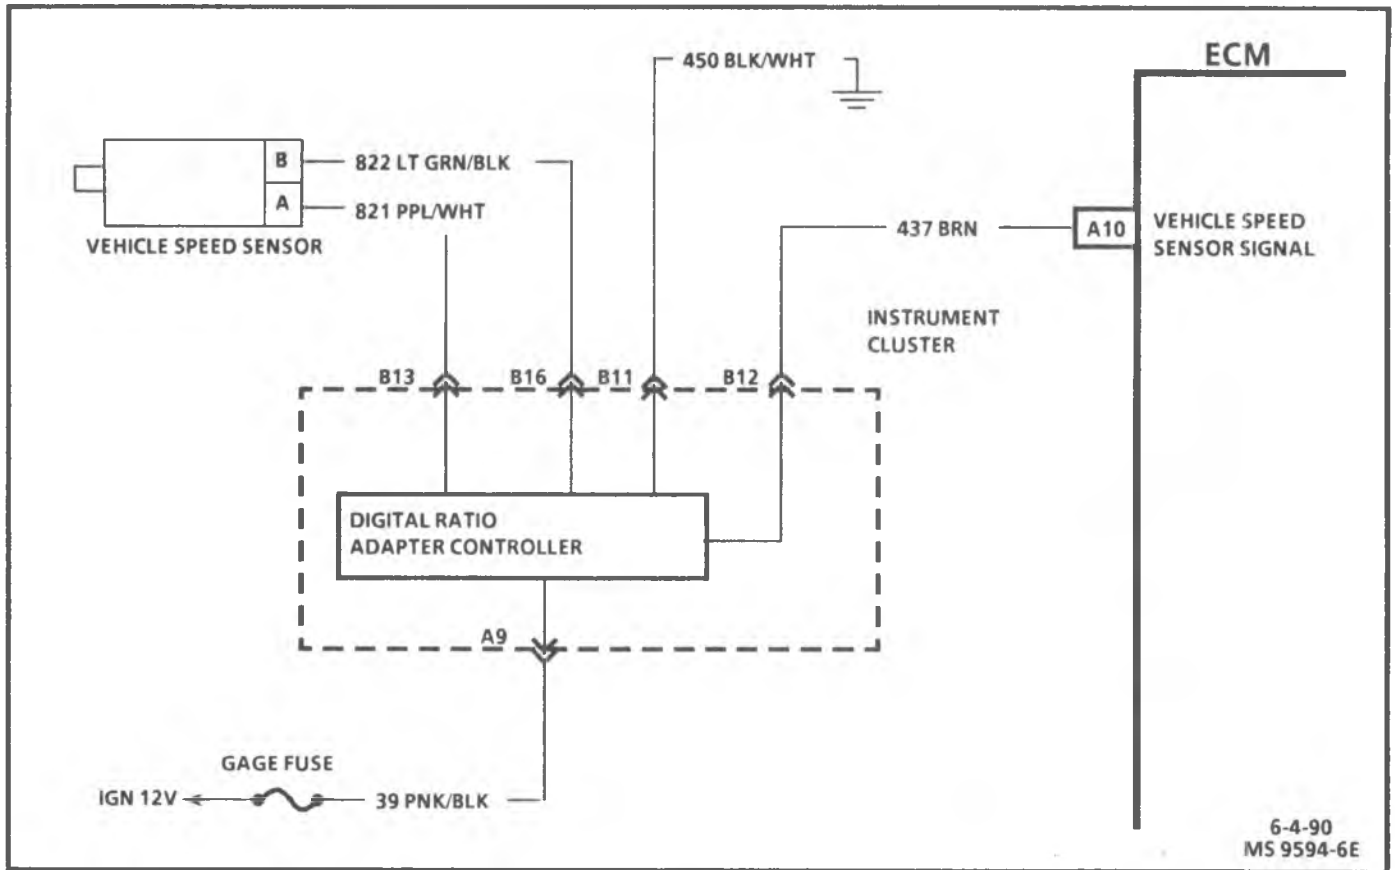 450 BLK/WHT
ECM
B
822 LT GRN/BLK
A
821 PPL/WHT
VEHICLE SPEED SENSOR
437 BRN
A10
VEHICLE SPEED
SENSOR SIGNAL
INSTRUMENT
CLUSTER
B13
B16
B11
B12
DIGITAL RATIO
ADAPTER CONTROLLER
A9
GAGE FUSE
IGN 12V
39 PNK/BLK
6-4-90
MS 9594-6E